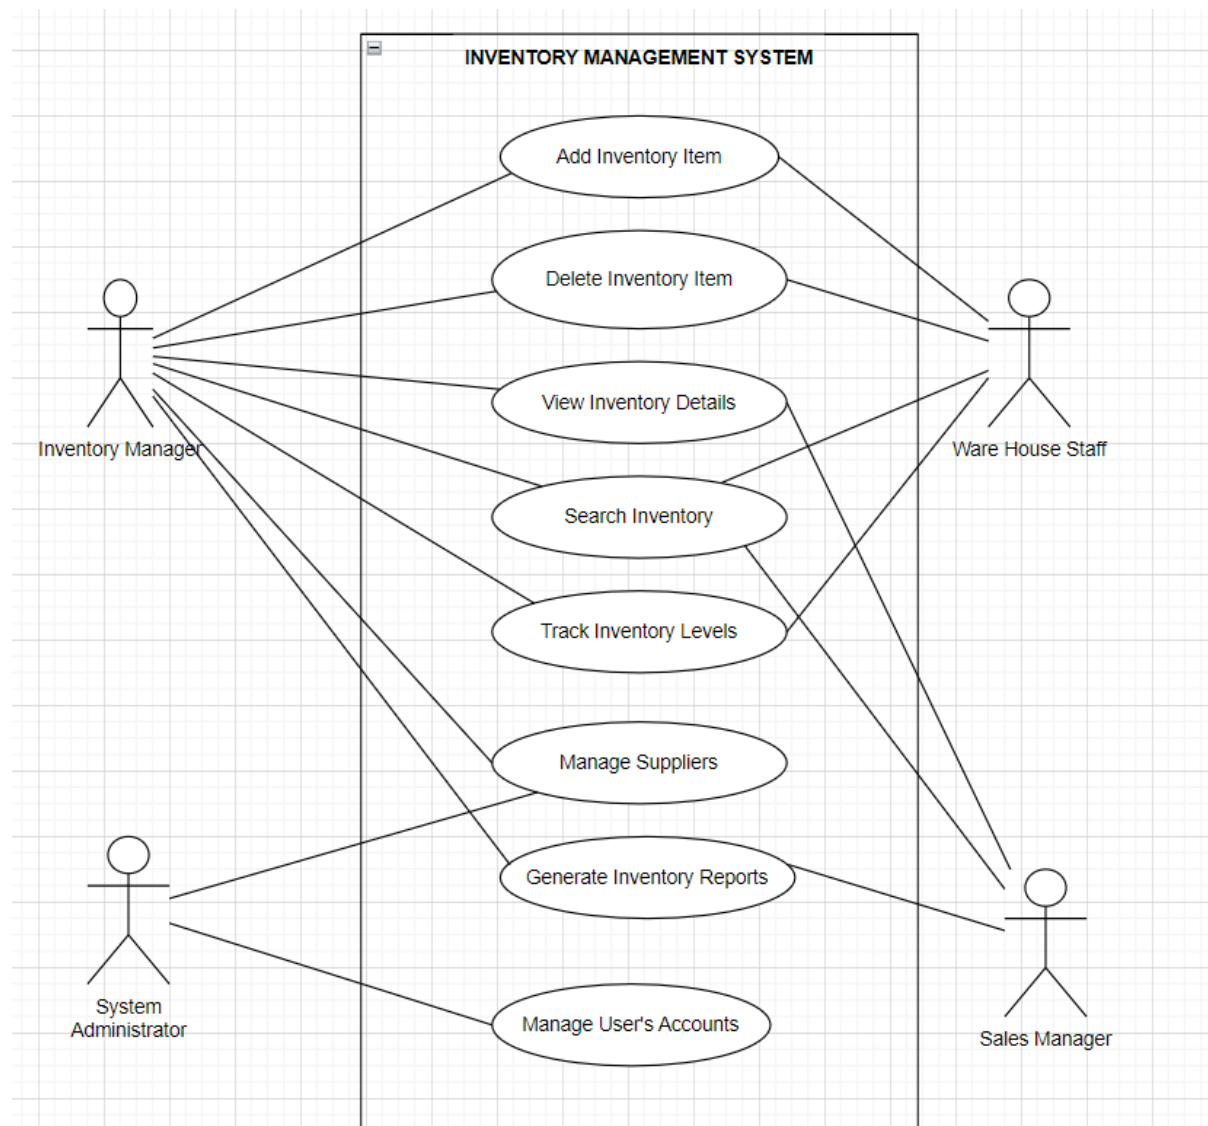 INVENTORY MANAGEMENT SYSTEM
Add Inventory Item
Delete Inventory Item
View Inventory Details
Inventory Manager
Ware House Staff
Search Inventory
Track Inventory Levels
Manage Suppliers
Generate Inventory Reports
System
Administrator
Manage User's Accounts
Sales Manager